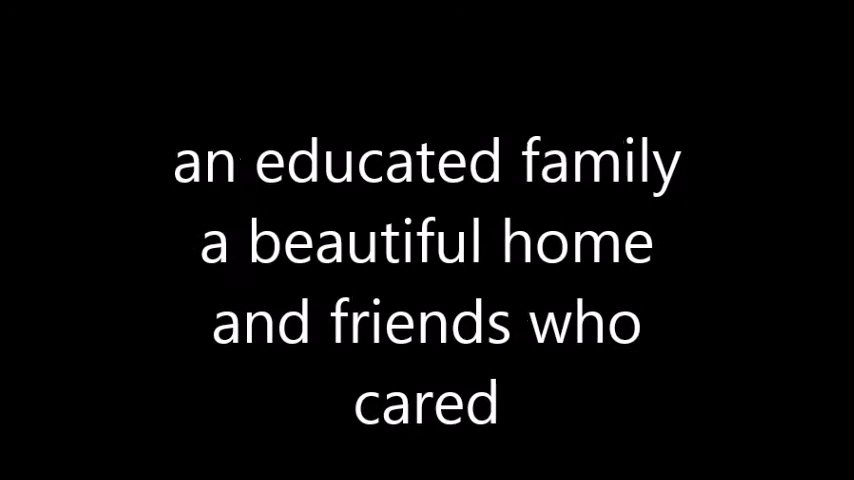 an educated family
a beautiful home
and friends who
cared